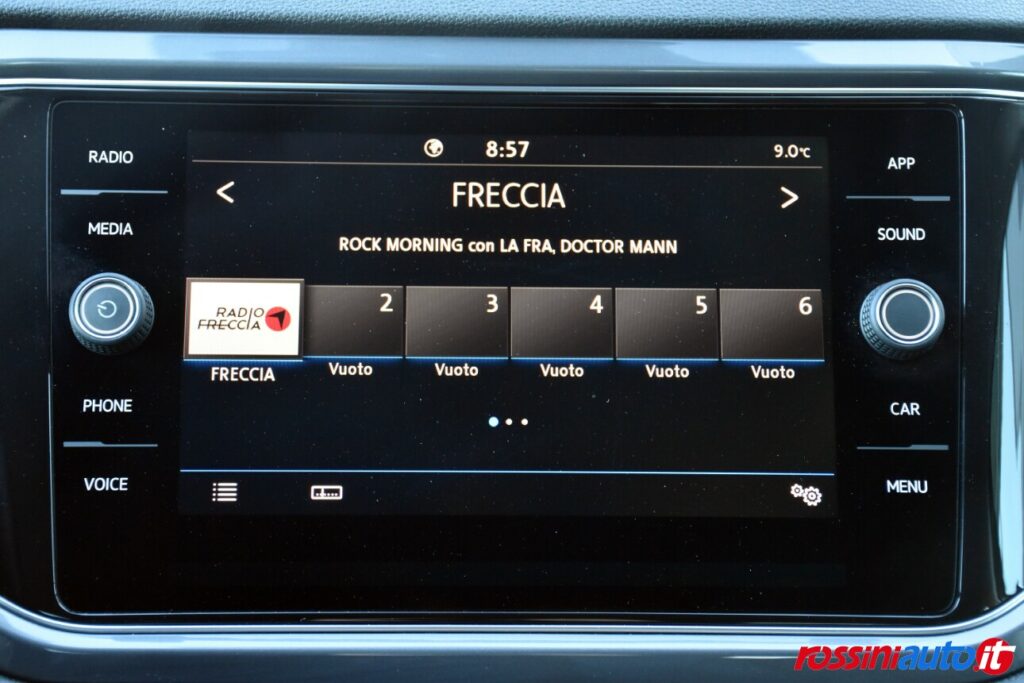 RADIO
MEDIA
PHONE
VOICE
8:57
9.0°C
<
FRECCIA
>
ROCK MORNING con LA FRA, DOCTOR MANN
RADIO
FRECCIA
2
3
4
5
6
FRECCIA
Vuoto
Vuoto
Vuoto
Vuoto
Vuoto
APP
SOUND
CAR
MENU
rossiniauto.it